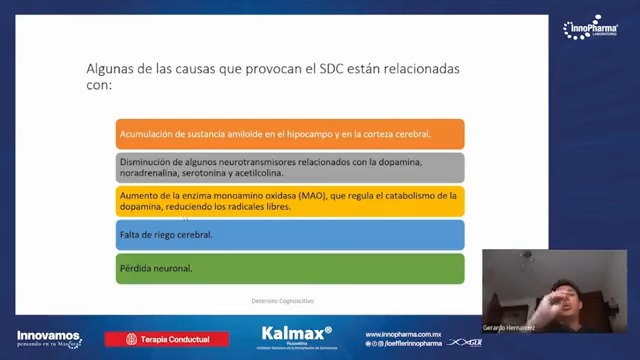 InnoPharma
LABORATORIO
Algunas de las causas que provocan el SDC están relacionadas
con:
Acumulación de sustancia amiloide en el hipocampo y en la corteza cerebral.
Disminución de algunos neurotransmisores relacionados con la dopamina,
noradrenalina, serotonina y acetilcolina.
Aumento de la enzima monoamino oxidasa (MAO), que regula el catabolismo de la
dopamina, reduciendo los radicales libres.
Falta de riego cerebral.
Pérdida neuronal.
Deterioro Cognoscitivo
Gerardo Hernandez
Innovamos
pensando en tu
Terapia Conductual
Kalmax®
Fluoxetina
www.innopharma.com.mx
/loefflerinnopharma